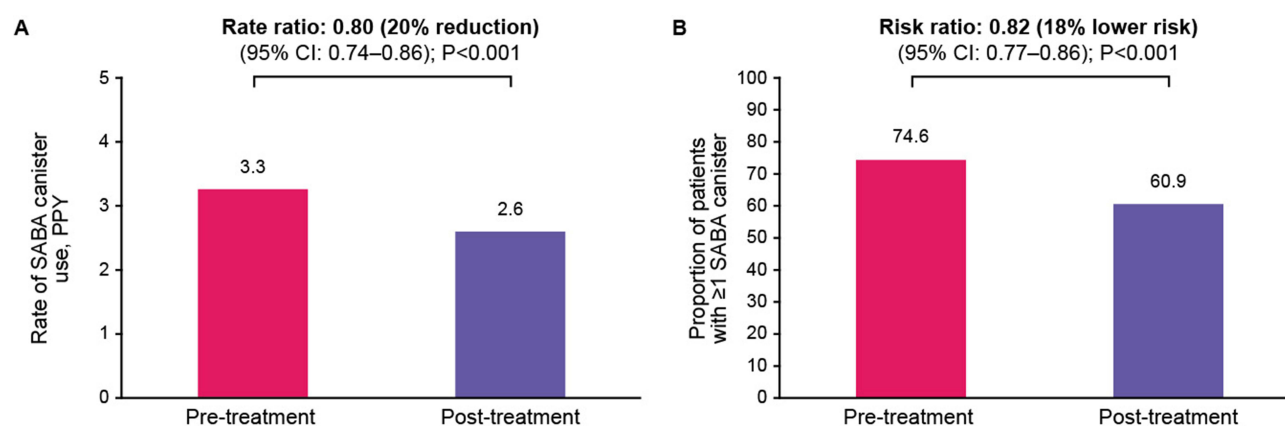 A
Rate ratio: 0.80 (20% reduction)
(95% CI: 0.74–0.86); P<0.001
5
4
3
2
1
0
Rate of SABA canister
use, PPY
3.3
2.6
Pre-treatment
Post-treatment
B
Risk ratio: 0.82 (18% lower risk)
(95% CI: 0.77–0.86); P<0.001
100
90
80
70
60
50
40
30
20
10
0
Proportion of patients
with ≥1 SABA canister
74.6
60.9
Pre-treatment
Post-treatment